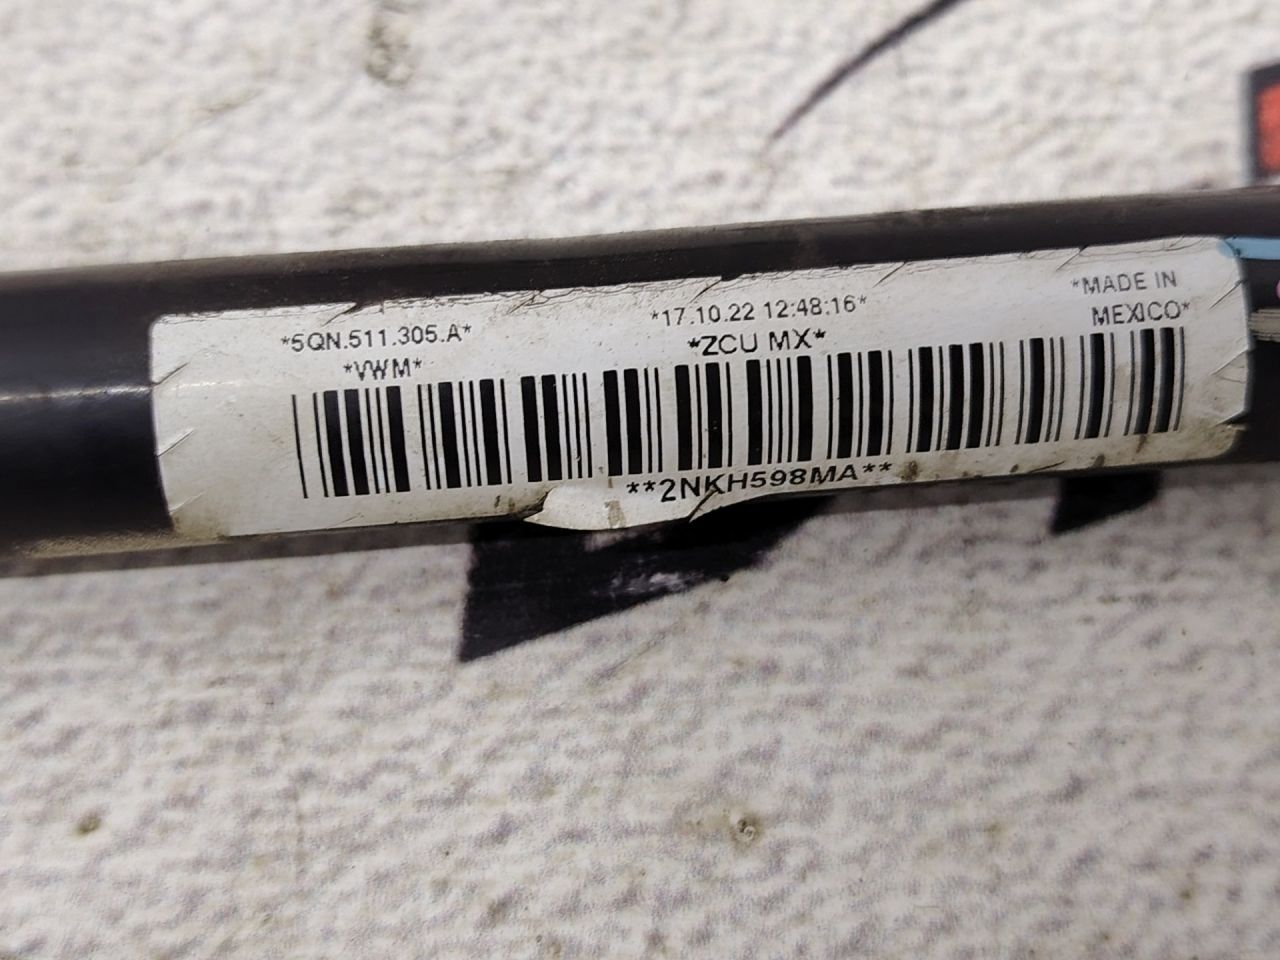 *5QN.511.305.A*
*VWM*
*17.10.22 12:48:16*
*ZCU MX*
*MADE IN
MEXICO*
**2NKH598MA**